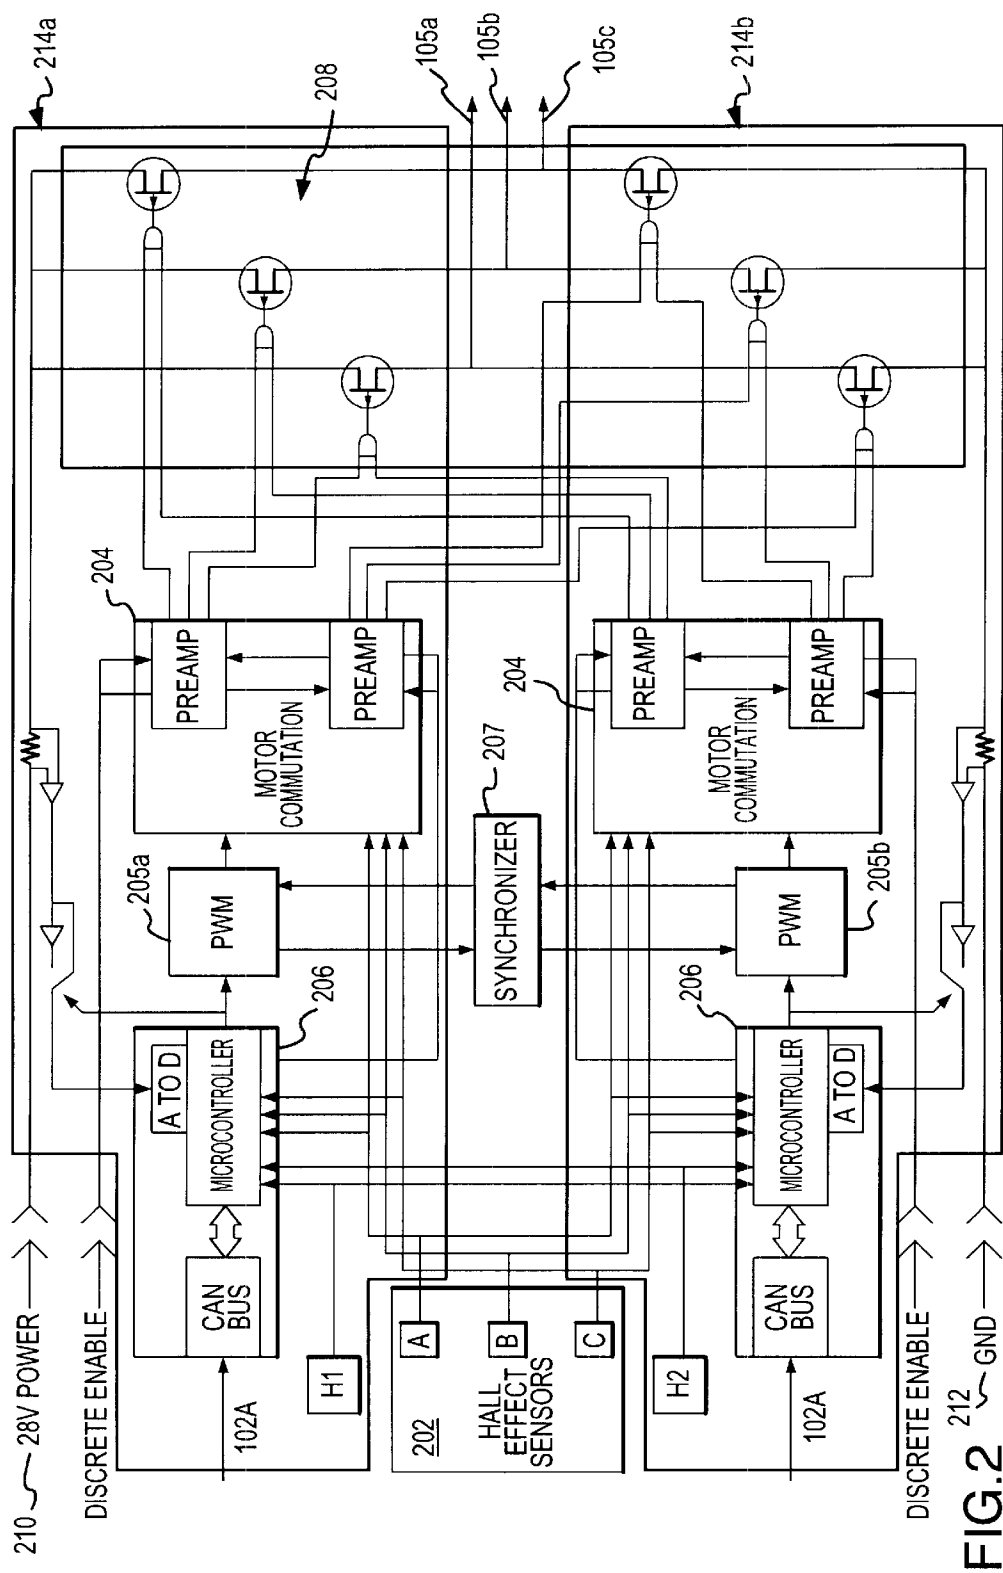 210
28V POWER
DISCRETE ENABLE
102A
CAN
BUS
MICROCONTROLLER
A TO D
206
PWM
205a
MOTOR
COMMUTATION
PREAMP
PREAMP
204
214a
208
H1
202
HALL
EFFECT
SENSORS
A
B
C
SYNCHRONIZER
207
105a
105b
105c
H2
102A
CAN
BUS
MICROCONTROLLER
A TO D
206
PWM
205b
MOTOR
COMMUTATION
PREAMP
PREAMP
204
214b
DISCRETE ENABLE
212
GND
FIG.2